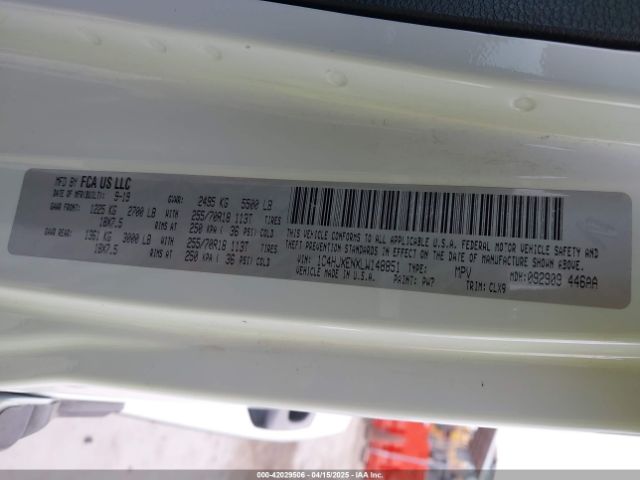 MFD BY FCA US LLC
DATE OF MFR(BUILT): 9-19 GVWR: 2495 KG 5500 LB
GAWR FRONT: 1225 KG 2700 LB WITH 255/70R18 113T TIRES
18X7.5 RIMS AT 250 KPA ( 36 PSI) COLD
GAWR REAR: 1361 KG 3000 LB WITH 255/70R18 113T TIRES
18X7.5 RIMS AT 250 KPA ( 36 PSI) COLD
THIS VEHICLE CONFORMS TO ALL APPLICABLE U.S.A. FEDERAL MOTOR VEHICLE SAFETY AND
THEFT PREVENTION STANDARDS IN EFFECT ON THE DATE OF MANUFACTURE SHOWN ABOVE.
VIN: 1C4HJXENXLW148851 TYPE: MPV MDH:092909 446AA
VEHICLE MADE IN U.S.A. PAINT: PW7 TRIM: CLX9
000-42029506 - 04/15/2025 - IAAI.COM